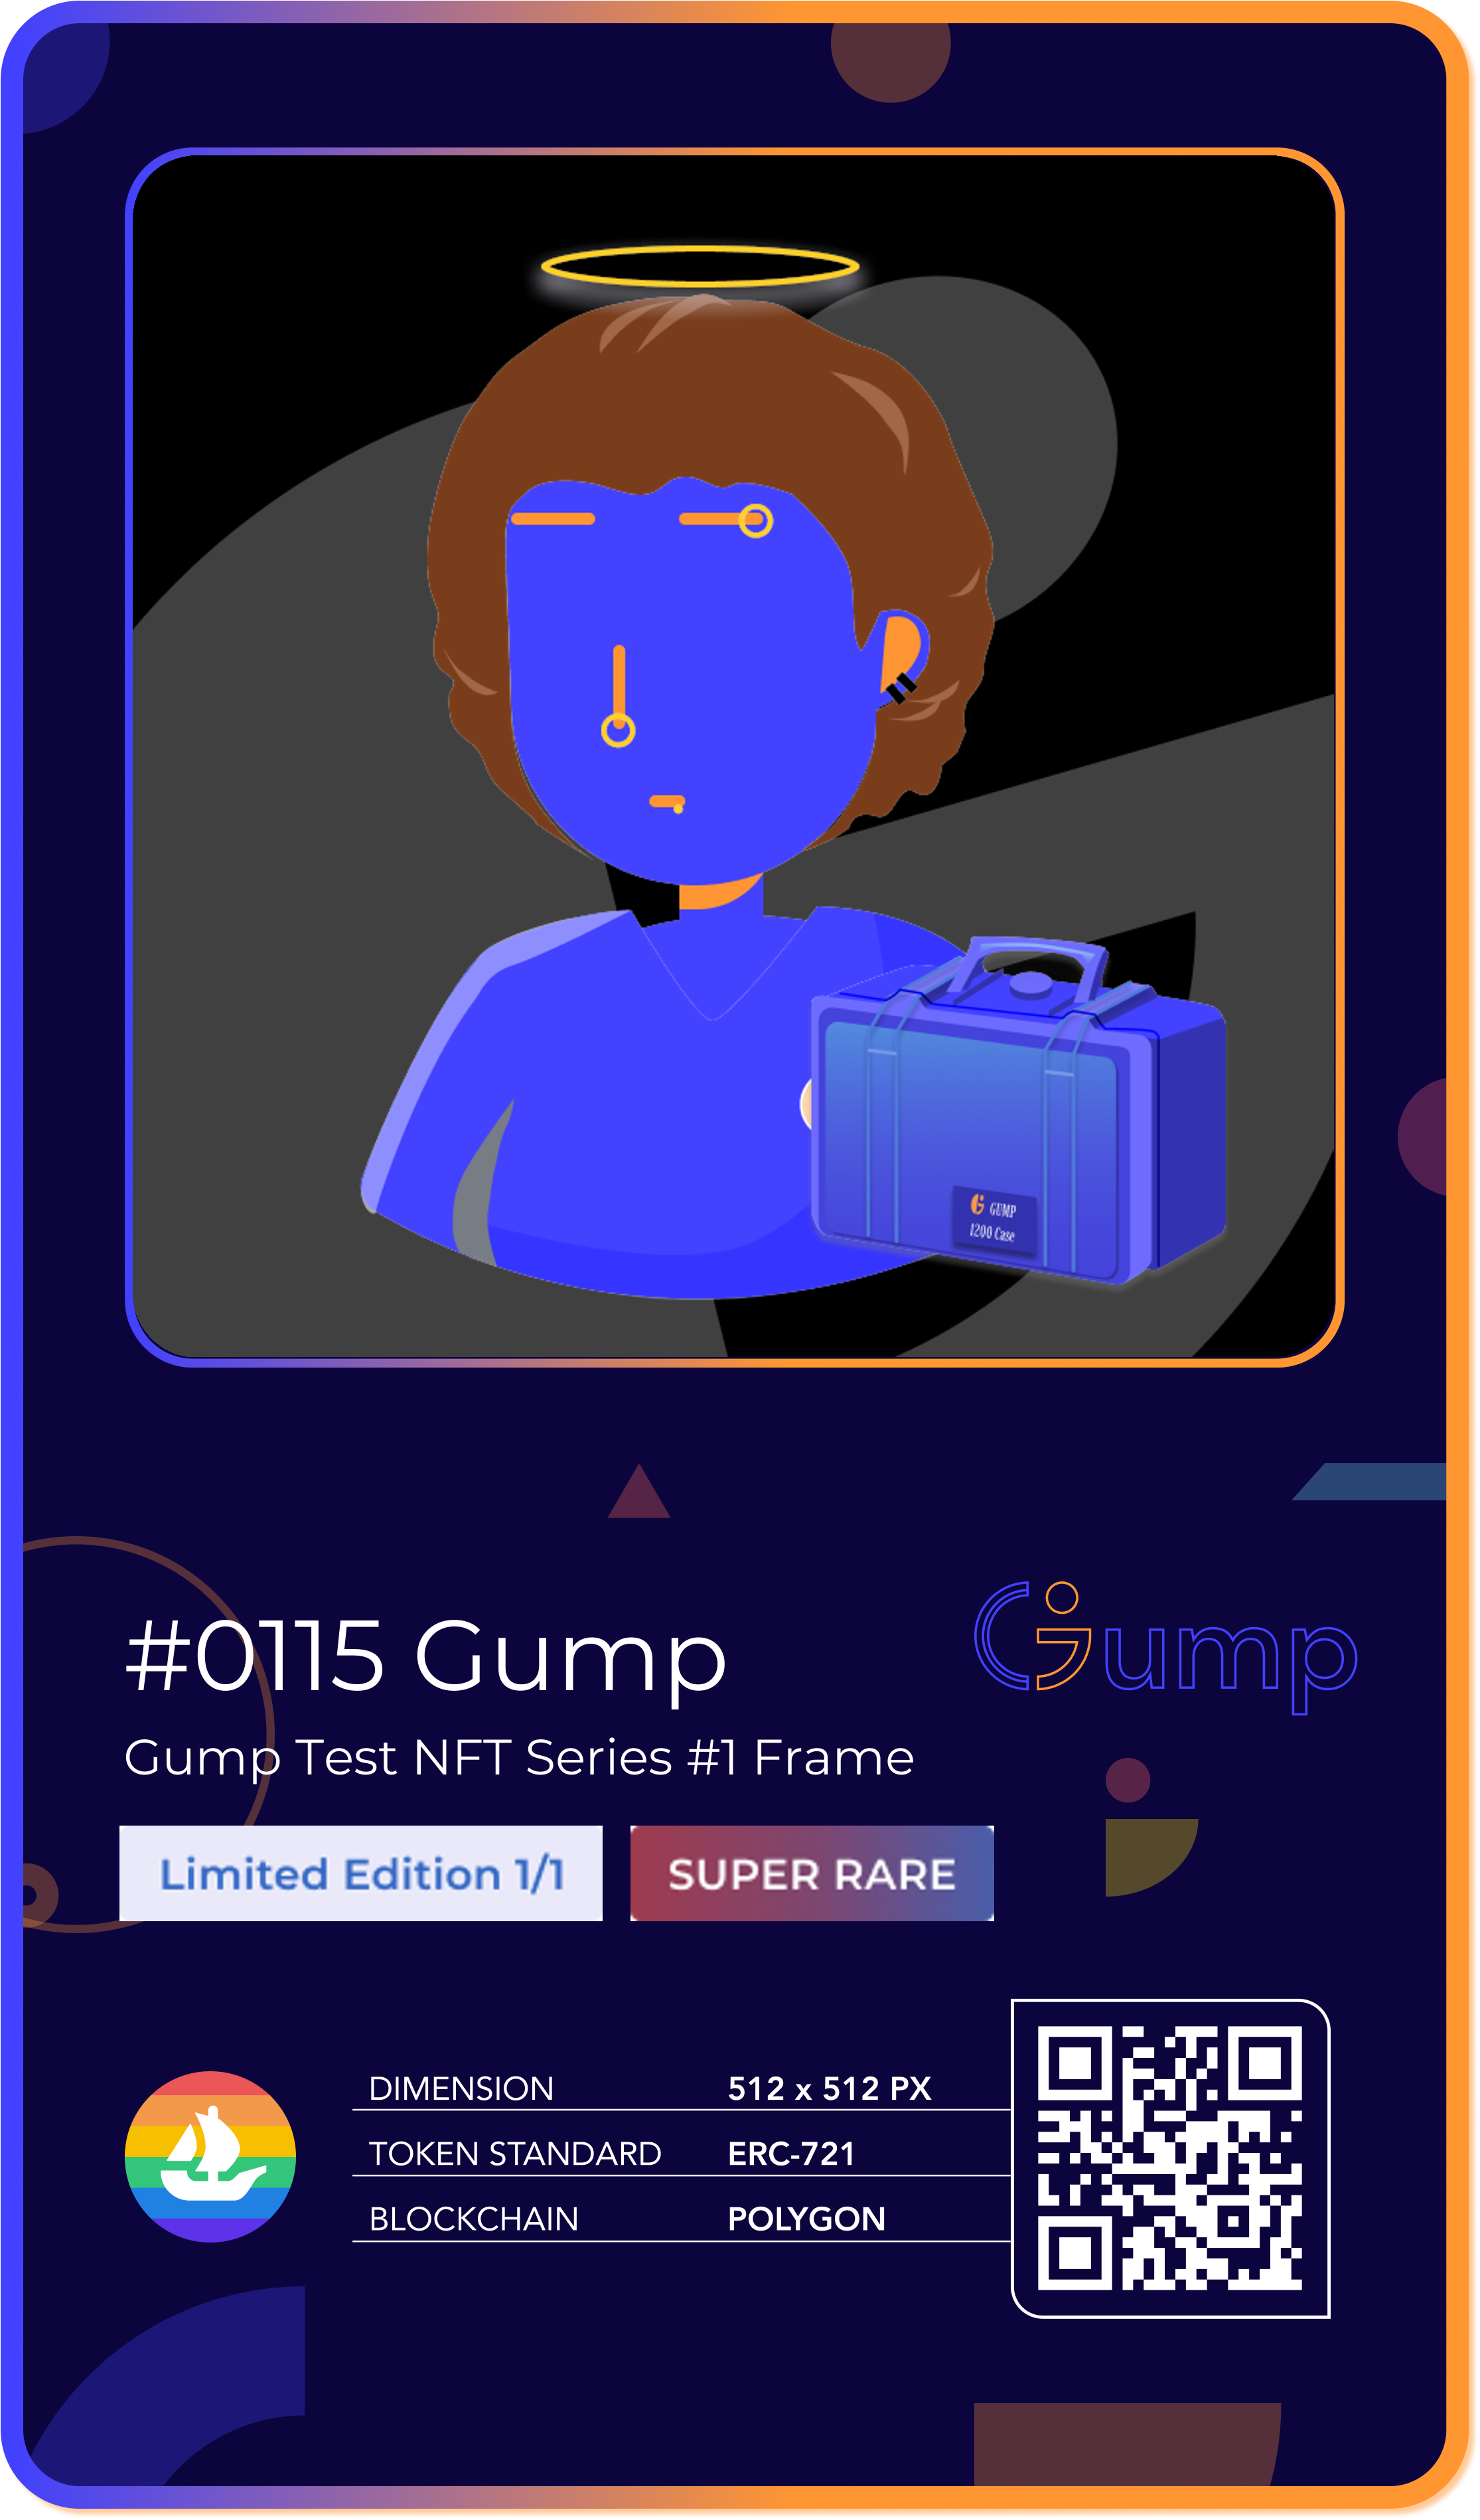 GUMP
1200 Case
#0115 Gump
Gump
Gump Test NFT Series #1 Frame
Limited Edition 1/1
SUPER RARE
DIMENSION 512 x 512 PX
TOKEN STANDARD ERC-721
BLOCKCHAIN POLYGON